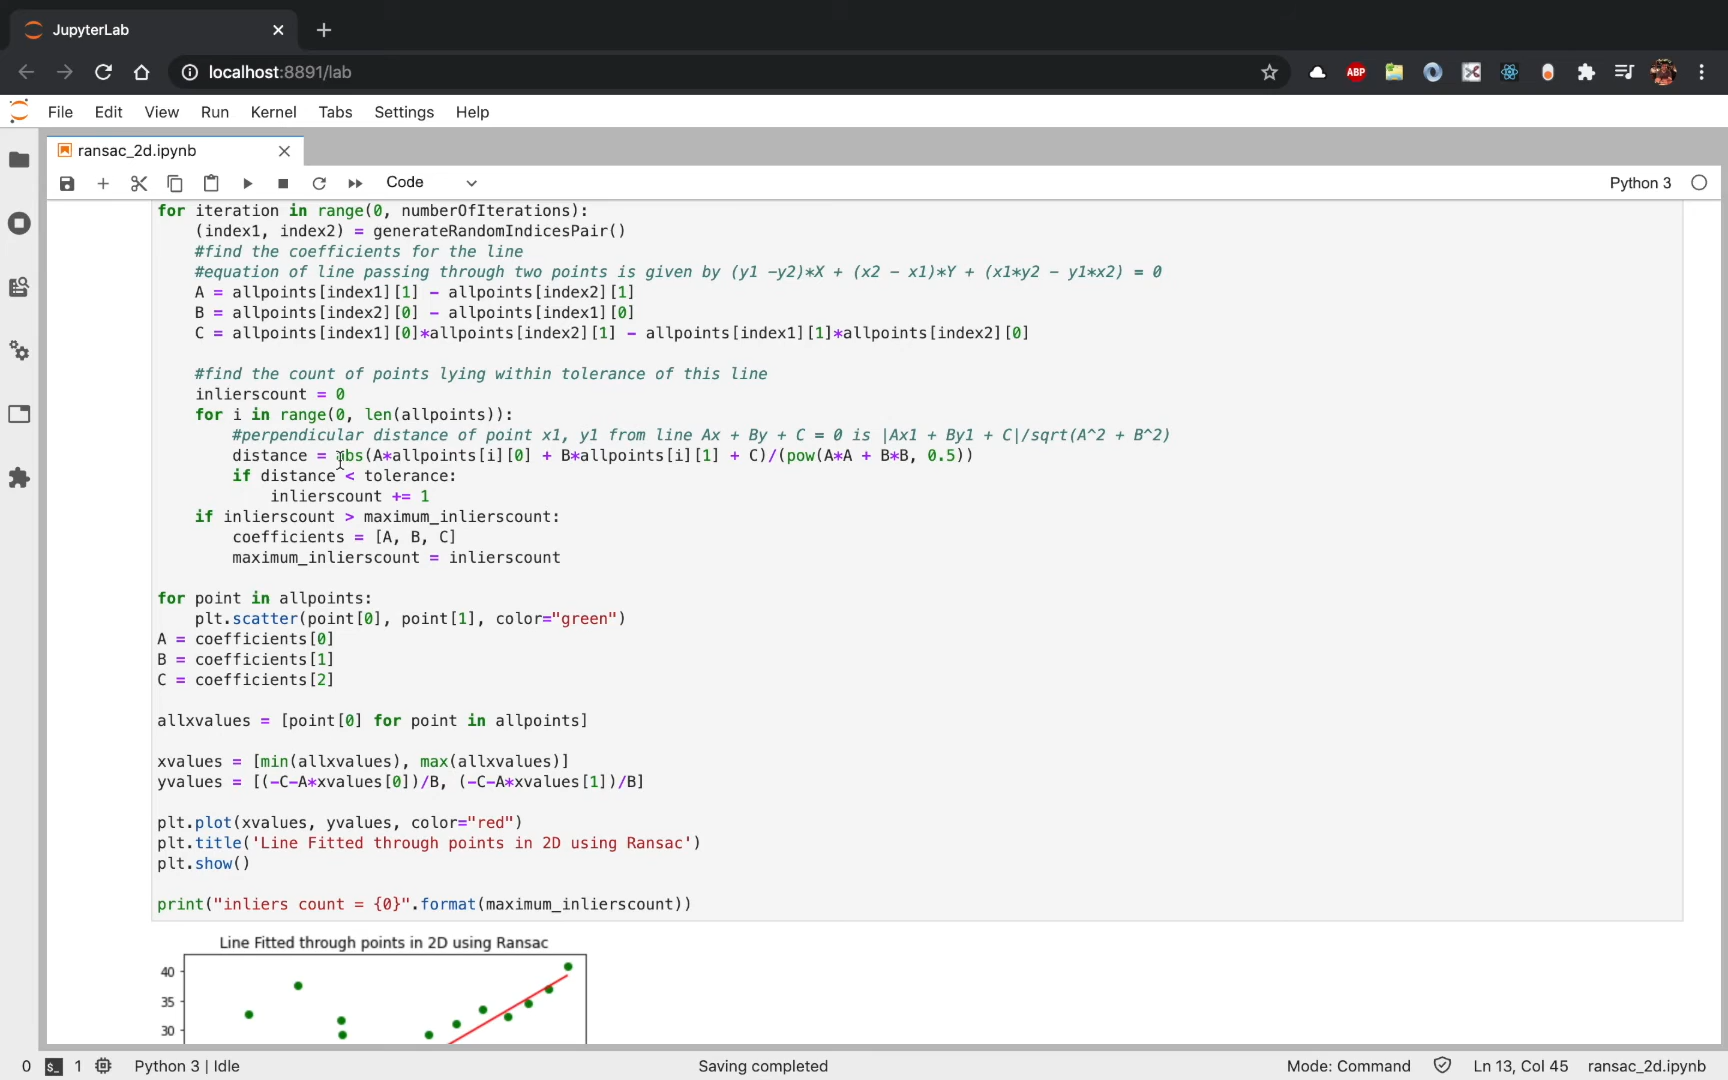 JupyterLab
localhost:8891/lab
ABP
File Edit View Run Kernel Tabs Settings Help
ransac_2d.ipynb
Code
Python 3
for iteration in range(0, numberOfIterations):
    (index1, index2) = generateRandomIndicesPair()
    #find the coefficients for the line
    #equation of line passing through two points is given by (y1 -y2)*X + (x2 - x1)*Y + (x1*y2 - y1*x2) = 0
    A = allpoints[index1][1] - allpoints[index2][1]
    B = allpoints[index2][0] - allpoints[index1][0]
    C = allpoints[index1][0]*allpoints[index2][1] - allpoints[index1][1]*allpoints[index2][0]
    #find the count of points lying within tolerance of this line
    inlierscount = 0
    for i in range(0, len(allpoints)):
        #perpendicular distance of point x1, y1 from line Ax + By + C = 0 is |Ax1 + By1 + C|/sqrt(A^2 + B^2)
        distance = abs(A*allpoints[i][0] + B*allpoints[i][1] + C)/(pow(A*A + B*B, 0.5))
        if distance < tolerance:
            inlierscount += 1
    if inlierscount > maximum_inlierscount:
        coefficients = [A, B, C]
        maximum_inlierscount = inlierscount
for point in allpoints:
    plt.scatter(point[0], point[1], color="green")
A = coefficients[0]
B = coefficients[1]
C = coefficients[2]
allxvalues = [point[0] for point in allpoints]
xvalues = [min(allxvalues), max(allxvalues)]
yvalues = [(-C-A*xvalues[0])/B, (-C-A*xvalues[1])/B]
plt.plot(xvalues, yvalues, color="red")
plt.title('Line Fitted through points in 2D using Ransac')
plt.show()
print("inliers count = {0}".format(maximum_inlierscount))
Line Fitted through points in 2D using Ransac
40
35
30
0 $_ 1 Python 3 | Idle Saving completed Mode: Command Ln 13, Col 45 ransac_2d.ipynb